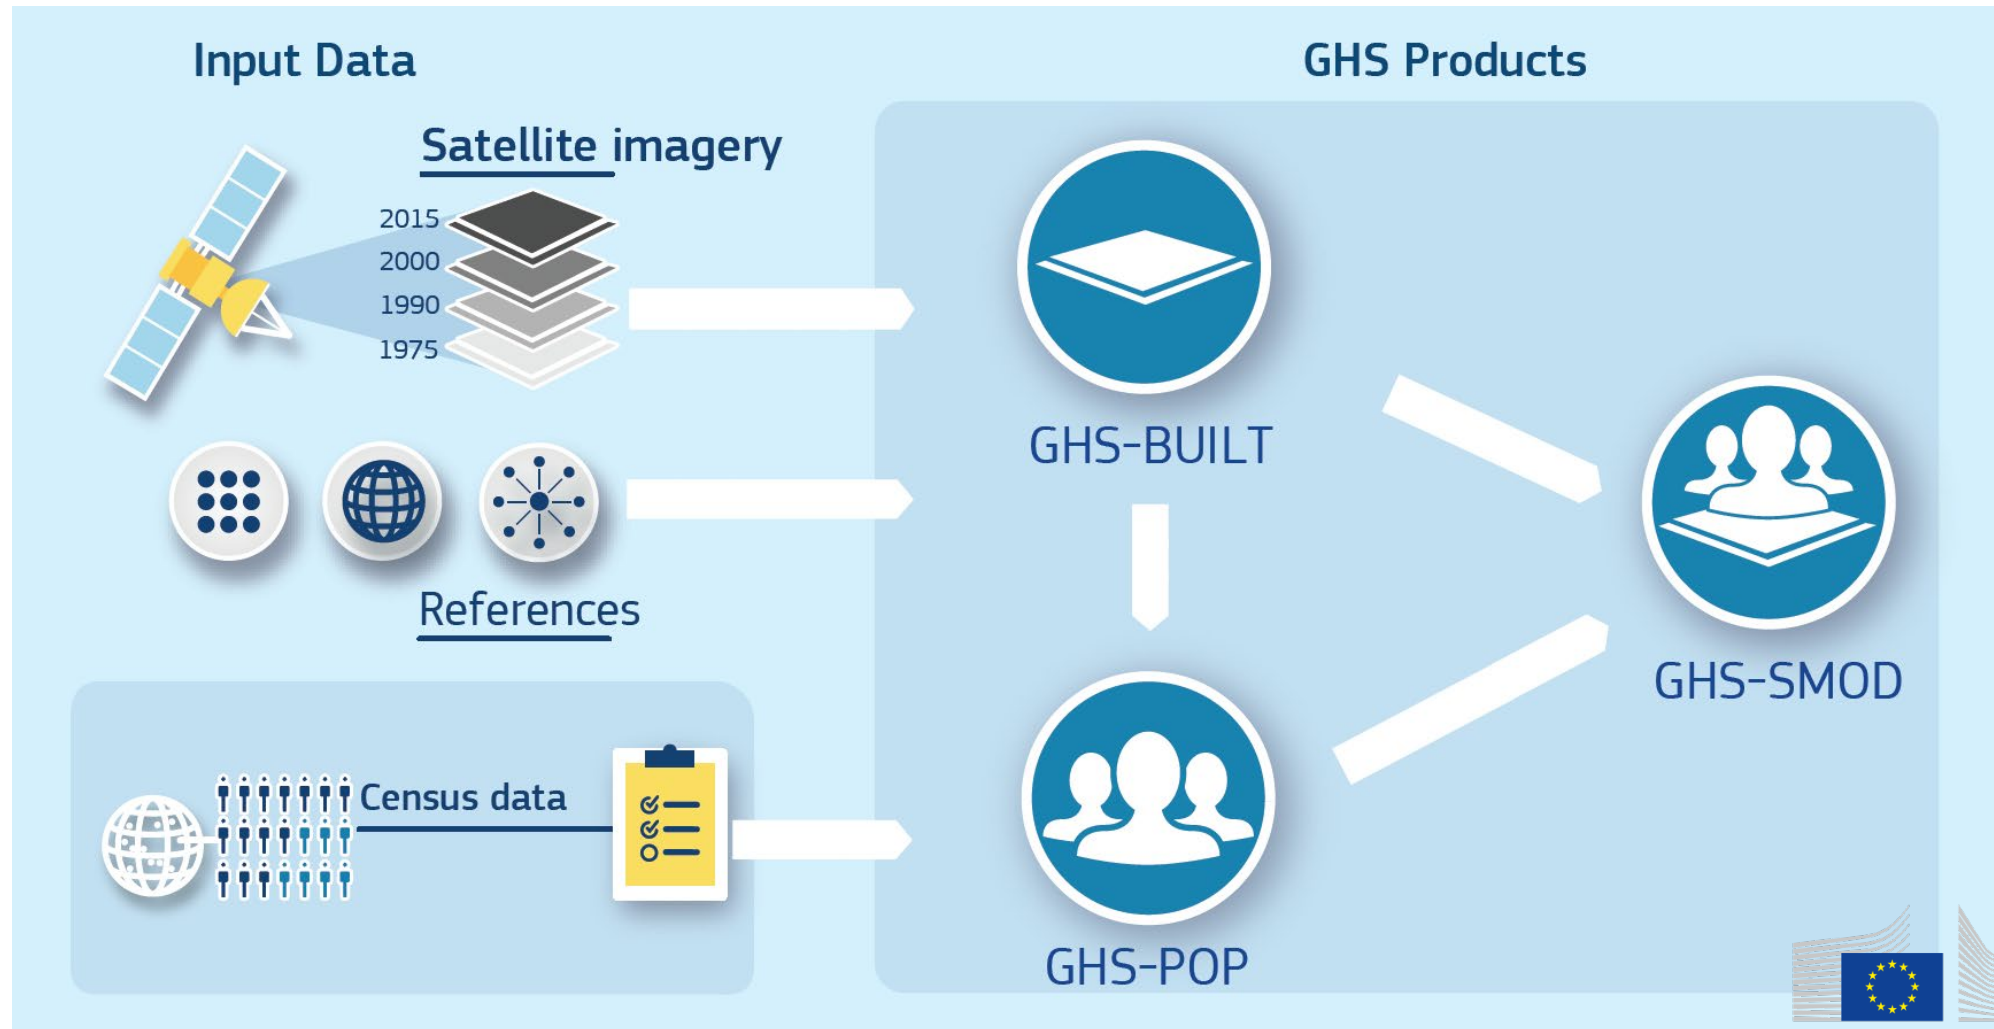 Input Data
GHS Products
Satellite imagery
2015
2000
1990
1975
GHS-BUILT
References
GHS-SMOD
Census data
GHS-POP